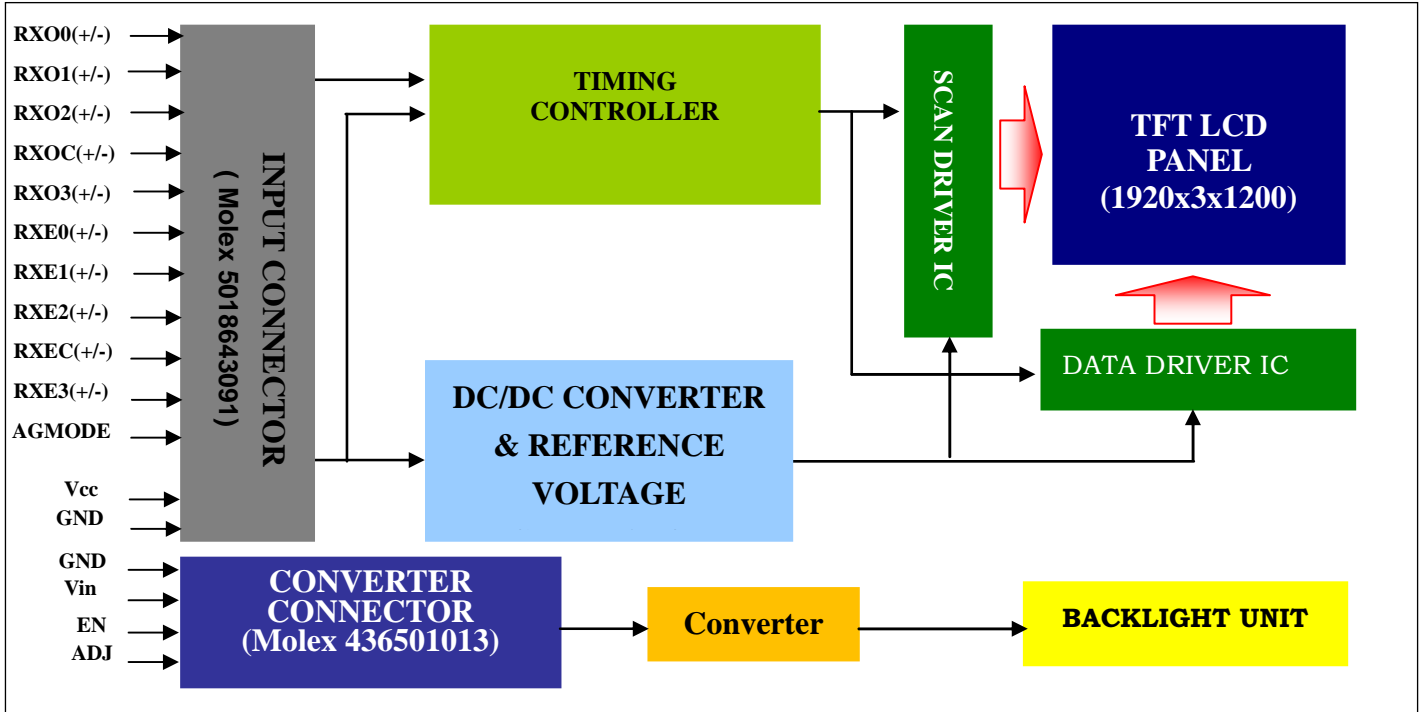 RXO0(+/-)
RXO1(+/-)
RXO2(+/-)
RXOC(+/-)
RXO3(+/-)
RXE0(+/-)
RXE1(+/-)
RXE2(+/-)
RXEC(+/-)
RXE3(+/-)
AGMODE
Vcc
GND
INPUT CONNECTOR
( Molex 5018643091)
TIMING
CONTROLLER
SCAN DRIVER IC
TFT LCD
PANEL
(1920x3x1200)
DATA DRIVER IC
DC/DC CONVERTER
& REFERENCE
VOLTAGE
GND
Vin
EN
ADJ
CONVERTER
CONNECTOR
(Molex 436501013)
Converter
BACKLIGHT UNIT